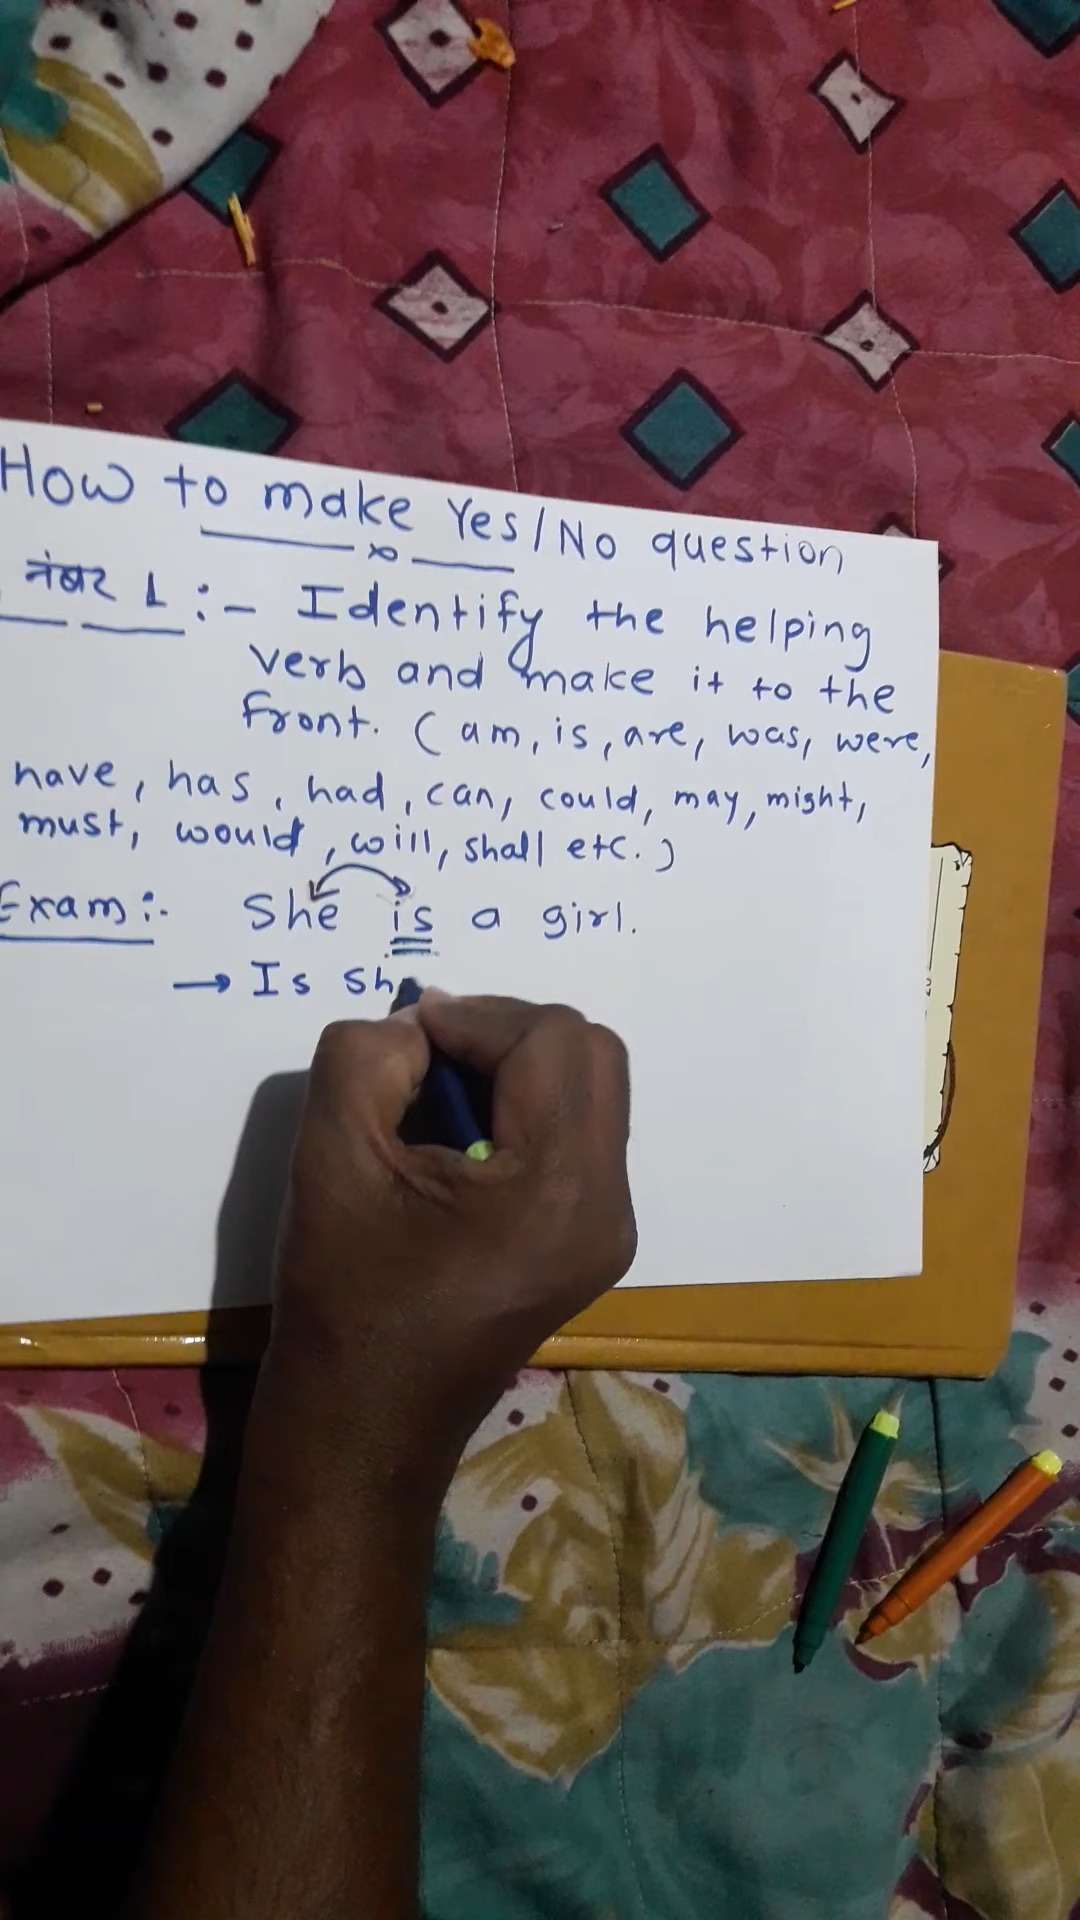 How to make Yes/No question
नंबर 1 :- Identify the helping
verb and make it to the
front. (am, is, are, was, were,
have, has, had, can, could, may, might,
must, would, will, shall etc.)
Exam:- She is a girl.
→ Is sh